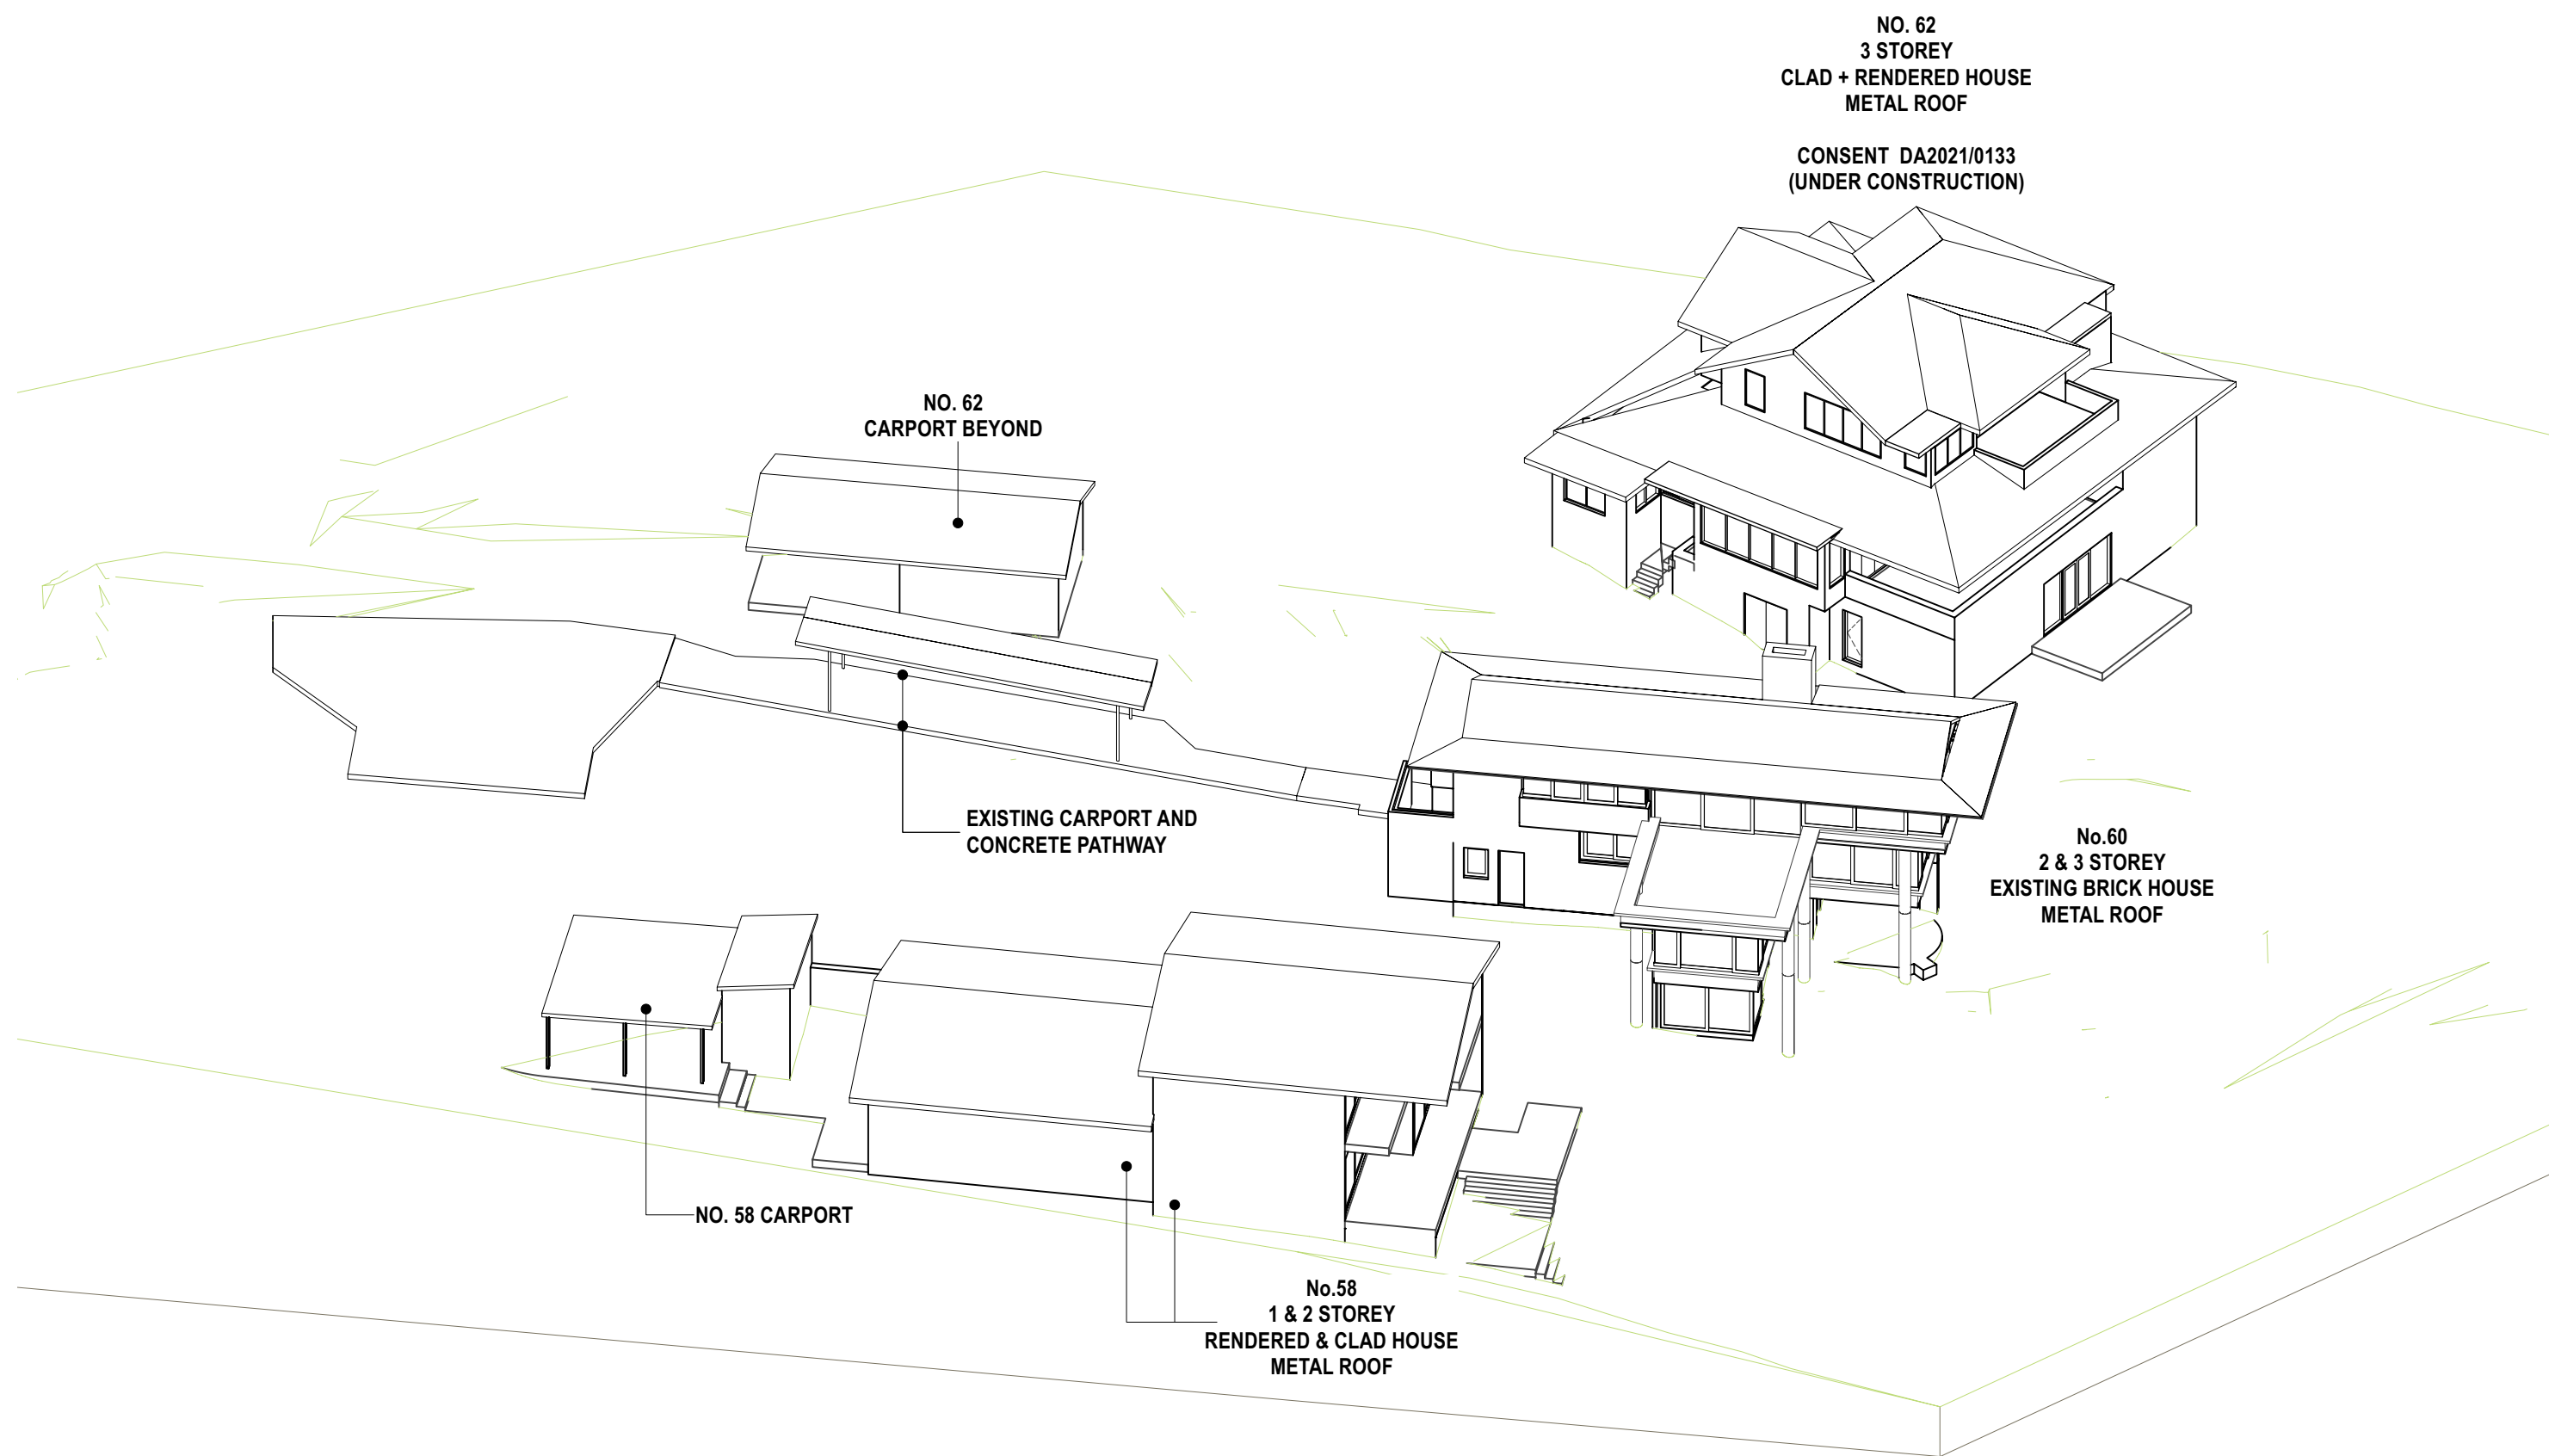 NO. 62
3 STOREY
CLAD + RENDERED HOUSE
METAL ROOF
CONSENT DA2021/0133
(UNDER CONSTRUCTION)
NO. 62
CARPORT BEYOND
EXISTING CARPORT AND
CONCRETE PATHWAY
No.60
2 & 3 STOREY
EXISTING BRICK HOUSE
METAL ROOF
NO. 58 CARPORT
No.58
1 & 2 STOREY
RENDERED & CLAD HOUSE
METAL ROOF